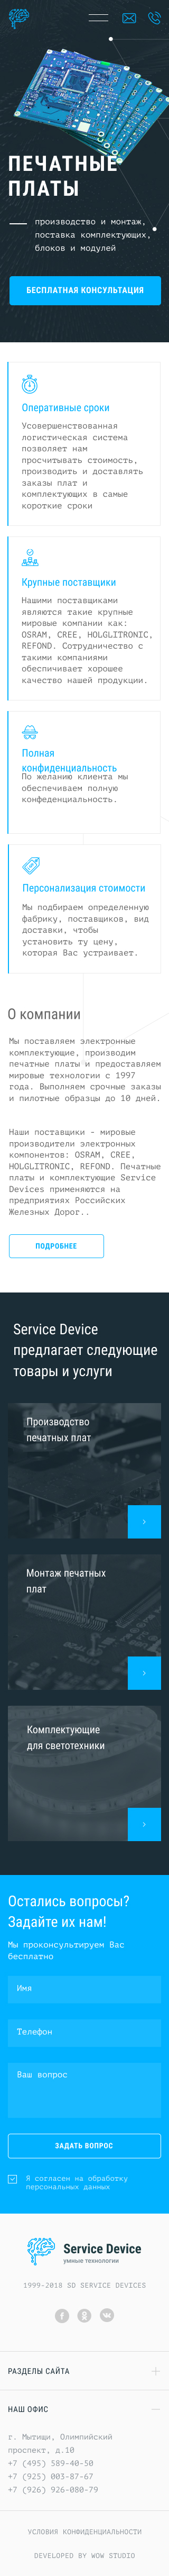 ПЕЧАТНЫЕ
ПЛАТЫ
производство и монтаж,
поставка комплектующих,
блоков и модулей
БЕСПЛАТНАЯ КОНСУЛЬТАЦИЯ
Оперативные сроки
Усовершенствованная
логистическая система
позволяет нам
просчитывать стоимость,
производить и доставлять
заказы плат и
комплектующих в самые
короткие сроки
Крупные поставщики
Нашими поставщиками
являются такие крупные
мировые компании как:
OSRAM, CREE, HOLGLITRONIC,
REFOND. Сотрудничество с
такими компаниями
обеспечивает хорошее
качество нашей продукции.
Полная
конфиденциальность
По желанию клиента мы
обеспечиваем полную
конфеденциальность.
Персонализация стоимости
Мы подбираем определенную
фабрику, поставщиков, вид
доставки, чтобы
установить ту цену,
которая Вас устраивает.
О компании
Мы поставляем электронные
комплектующие, производим
печатные платы и предоставляем
мировые технологии с 1997
года. Выполняем срочные заказы
и пилотные образцы до 10 дней.
Наши поставщики - мировые
производители электронных
компонентов: OSRAM, CREE,
HOLGLITRONIC, REFOND. Печатные
платы и комплектующие Service
Devices применяются на
предприятиях Российских
Железных Дорог..
ПОДРОБНЕЕ
Service Device
предлагает следующие
товары и услуги
Производство
печатных плат
Монтаж печатных
плат
Комплектующие
для светотехники
Остались вопросы?
Задайте их нам!
Мы проконсультируем Вас
бесплатно
Имя
Телефон
Ваш вопрос
ЗАДАТЬ ВОПРОС
Я согласен на обработку
персональных данных
Service Device
умные технологии
1999-2018 SD SERVICE DEVICES
РАЗДЕЛЫ САЙТА
НАШ ОФИС
г. Мытищи, Олимпийский
проспект, д.10
+7 (495) 589-40-50
+7 (925) 003-87-67
+7 (926) 926-080-79
УСЛОВИЯ КОНФИДЕНЦИАЛЬНОСТИ
DEVELOPED BY WOW STUDIO